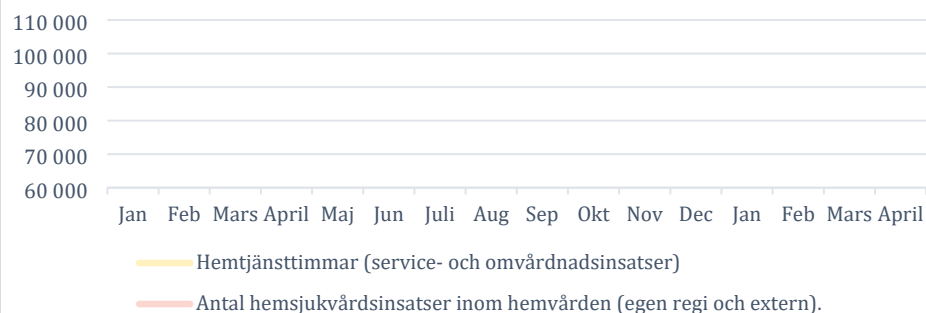 110 000
100 000
90 000
80 000
70 000
60 000
Jan Feb Mars April Maj Jun Juli Aug Sep Okt Nov Dec Jan Feb Mars April
Hemtjänsttimmar (service- och omvårdnadsinsatser)
Antal hemsjukvårdsinsatser inom hemvården (egen regi och extern).